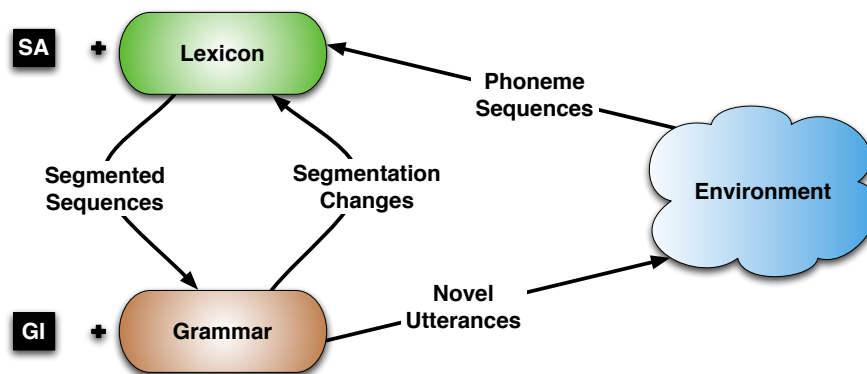 SA + Lexicon
Phoneme
Sequences
Segmented
Sequences
Segmentation
Changes
Environment
Novel
Utterances
GI + Grammar